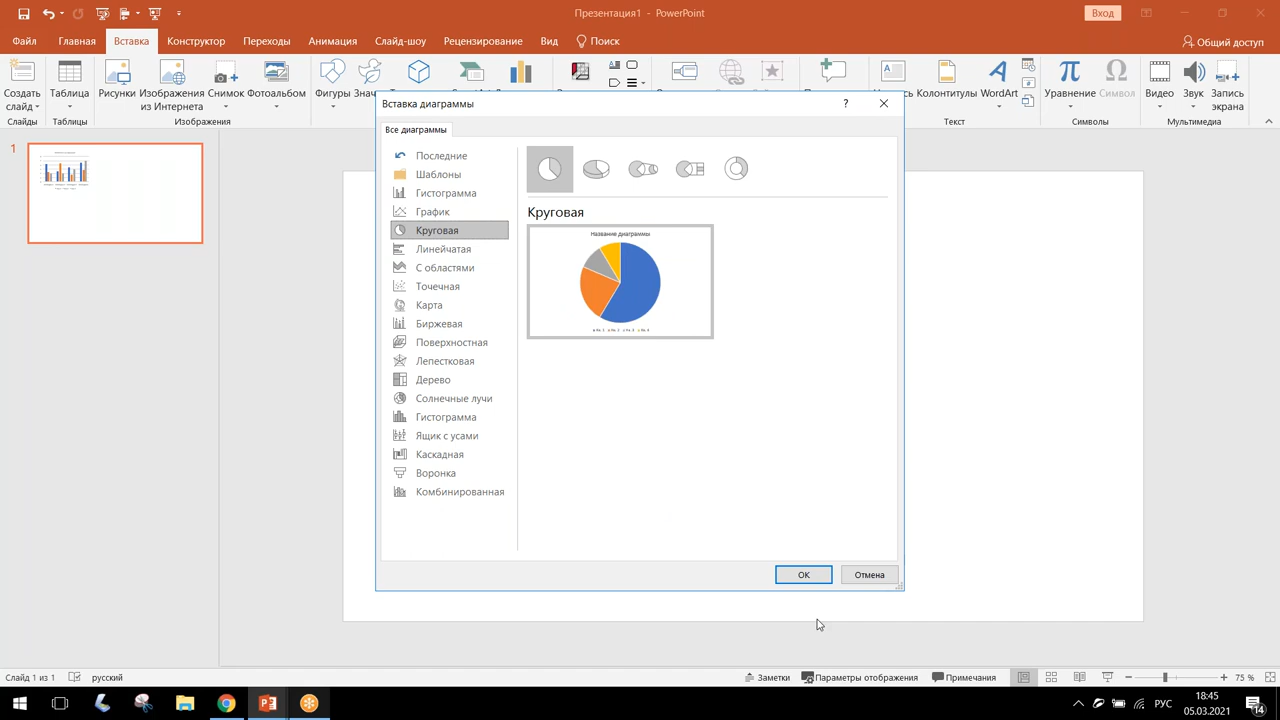 Презентация1 - PowerPoint
Вход
Файл
Главная
Вставка
Конструктор
Переходы
Анимация
Слайд-шоу
Рецензирование
Вид
Поиск
Общий доступ
Создать слайд
Таблица
Рисунки
Изображения из Интернета
Снимок
Фотоальбом
Фигуры
Колонтитулы
WordArt
Уравнение
Символ
Видео
Звук
Запись экрана
Слайды
Таблицы
Изображения
Текст
Символы
Мультимедиа
Вставка диаграммы
?
Все диаграммы
Последние
Шаблоны
Гистограмма
График
Круговая
Линейчатая
С областями
Точечная
Карта
Биржевая
Поверхностная
Лепестковая
Дерево
Солнечные лучи
Гистограмма
Ящик с усами
Каскадная
Воронка
Комбинированная
Круговая
Название диаграммы
ОК
Отмена
1
Слайд 1 из 1
русский
Заметки
Параметры отображения
Примечания
75 %
РУС
18:45
05.03.2021
14